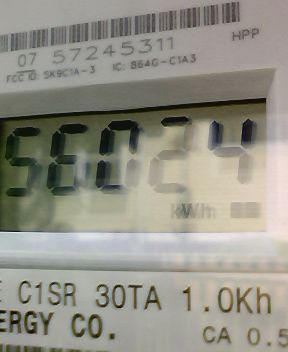 07 57245311
HPP
FCC ID: SK9C1A-3 IC: 864G-C1A3
56024
kWh
C1SR 30TA 1.0Kh
ERGY CO.
CA 0.5